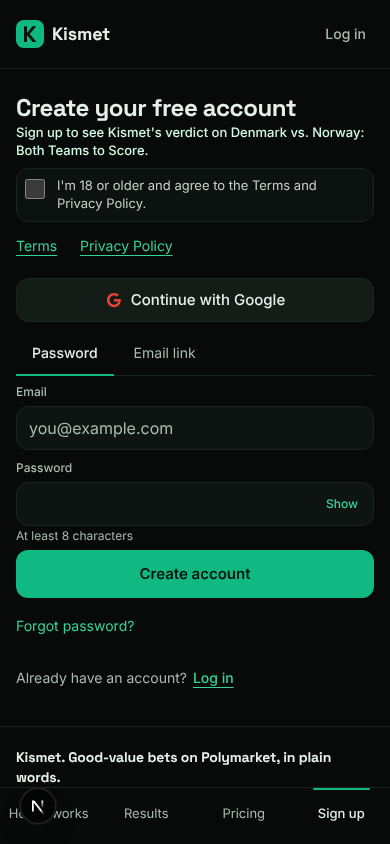 K Kismet
Log in
Create your free account
Sign up to see Kismet's verdict on Denmark vs. Norway:
Both Teams to Score.
I'm 18 or older and agree to the Terms and
Privacy Policy.
Terms Privacy Policy
G Continue with Google
Password Email link
Email
you@example.com
Password
Show
At least 8 characters
Create account
Forgot password?
Already have an account? Log in
Kismet. Good-value bets on Polymarket, in plain
words.
N
works Results Pricing Sign up